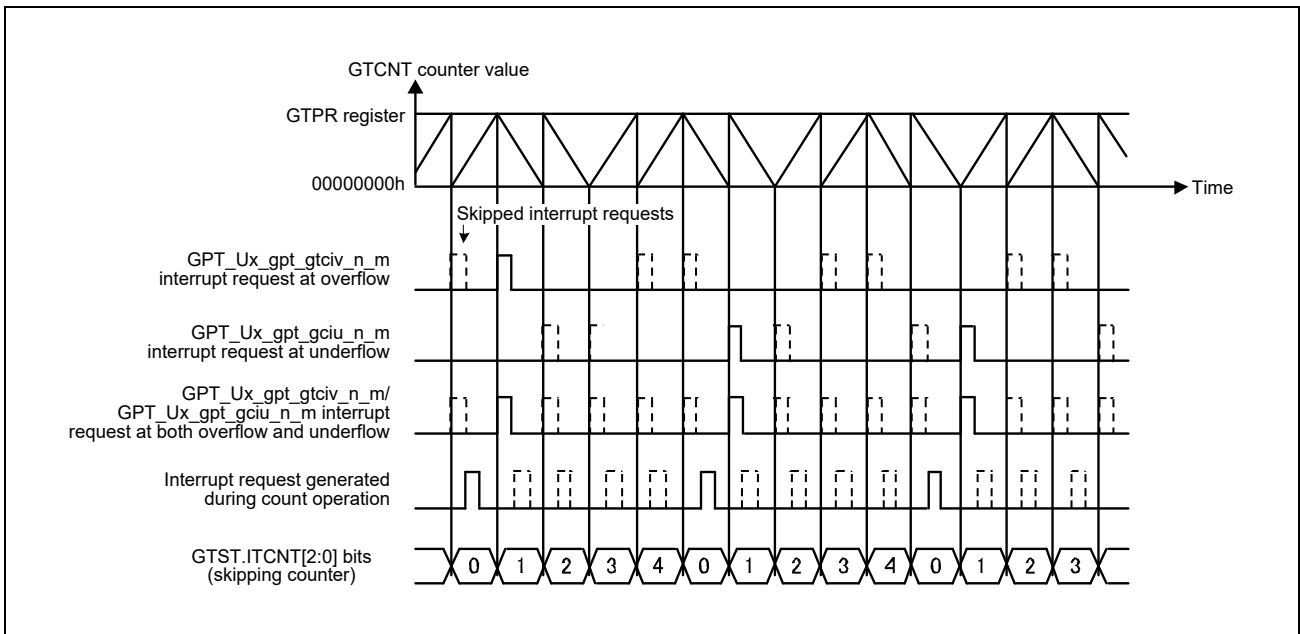 GTCNT counter value
GTPR register
00000000h
Time
Skipped interrupt requests
GPT_Ux_gpt_gtciv_n_m
interrupt request at overflow
GPT_Ux_gpt_gciu_n_m
interrupt request at underflow
GPT_Ux_gpt_gtciv_n_m/
GPT_Ux_gpt_gciu_n_m interrupt
request at both overflow and underflow
Interrupt request generated
during count operation
GTST.ITCNT[2:0] bits
(skipping counter)
0 1 2 3 4 0 1 2 3 4 0 1 2 3